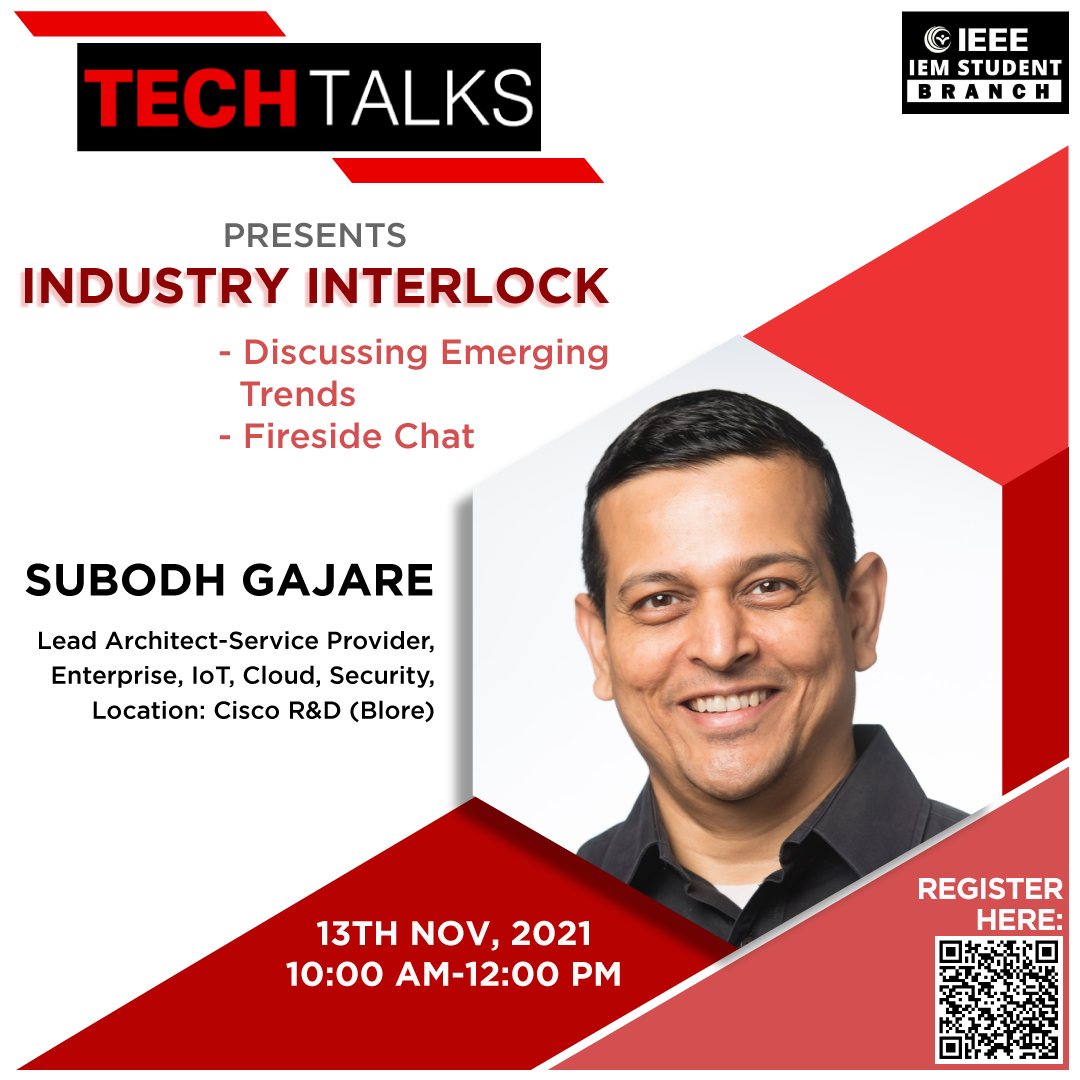 TECH TALKS
IEEE
IEM STUDENT
BRANCH
PRESENTS
INDUSTRY INTERLOCK
- Discussing Emerging
Trends
- Fireside Chat
SUBODH GAJARE
Lead Architect-Service Provider,
Enterprise, IoT, Cloud, Security,
Location: Cisco R&D (Blore)
13TH NOV, 2021
10:00 AM-12:00 PM
REGISTER
HERE: